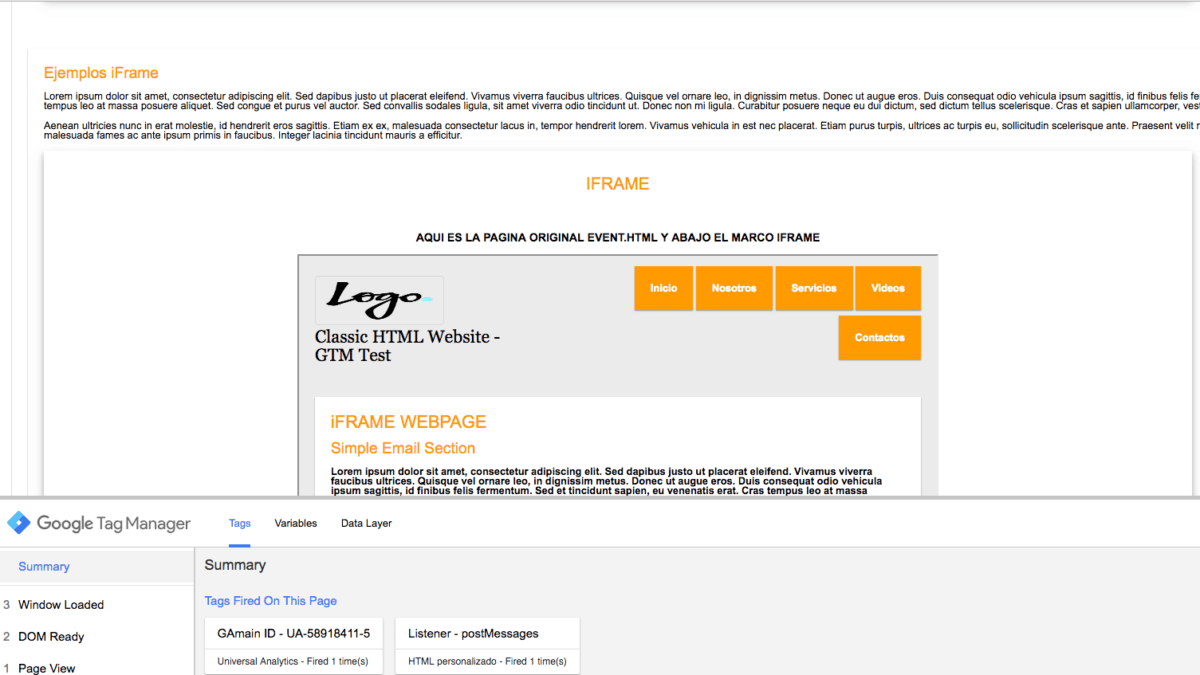 Ejemplos iFrame
Lorem ipsum dolor sit amet, consectetur adipiscing elit. Sed dapibus justo ut placerat eleifend. Vivamus viverra faucibus ultrices. Quisque vel ornare leo, in dignissim metus. Donec ut augue eros. Duis consequat odio vehicula ipsum sagittis, id finibus felis fe
tempus leo at massa posuere aliquet. Sed congue et purus vel auctor. Sed convallis sodales ligula, sit amet viverra odio tincidunt ut. Donec non mi ligula. Curabitur posuere neque eu dui dictum, sed dictum tellus scelerisque. Cras et sapien ullamcorper,
Aenean ultricies nunc in erat molestie, id hendrerit eros sagittis. Etiam ex ex, malesuada consectetur lacus in, tempor hendrerit lorem. Vivamus vehicula in est nec placerat. Etiam purus turpis, ultrices ac turpis eu, sollicitudin scelerisque ante. Praesent velit
malesuada fames ac ante ipsum primis in faucibus. Integer lacinia tincidunt mauris a efficitur.
IFRAME
AQUI ES LA PAGINA ORIGINAL EVENT.HTML Y ABAJO EL MARCO IFRAME
Logo
Inicio Nosotros Servicios Videos
Classic HTML Website -
GTM Test
Contactos
iFRAME WEBPAGE
Simple Email Section
Lorem ipsum dolor sit amet, consectetur adipiscing elit. Sed dapibus justo ut placerat eleifend. Vivamus viverra
faucibus ultrices. Quisque vel ornare leo, in dignissim metus. Donec ut augue eros. Duis consequat odio vehicula
ipsum sagittis, id finibus felis fermentum. Sed et tincidunt sapien, eu venenatis erat. Cras tempus leo at massa
Google Tag Manager Tags Variables Data Layer
Summary
Summary
Tags Fired On This Page
3 Window Loaded
2 DOM Ready
1 Page View
GAmain ID - UA-58918411-5
Universal Analytics - Fired 1 time(s)
Listener - postMessages
HTML personalizado - Fired 1 time(s)